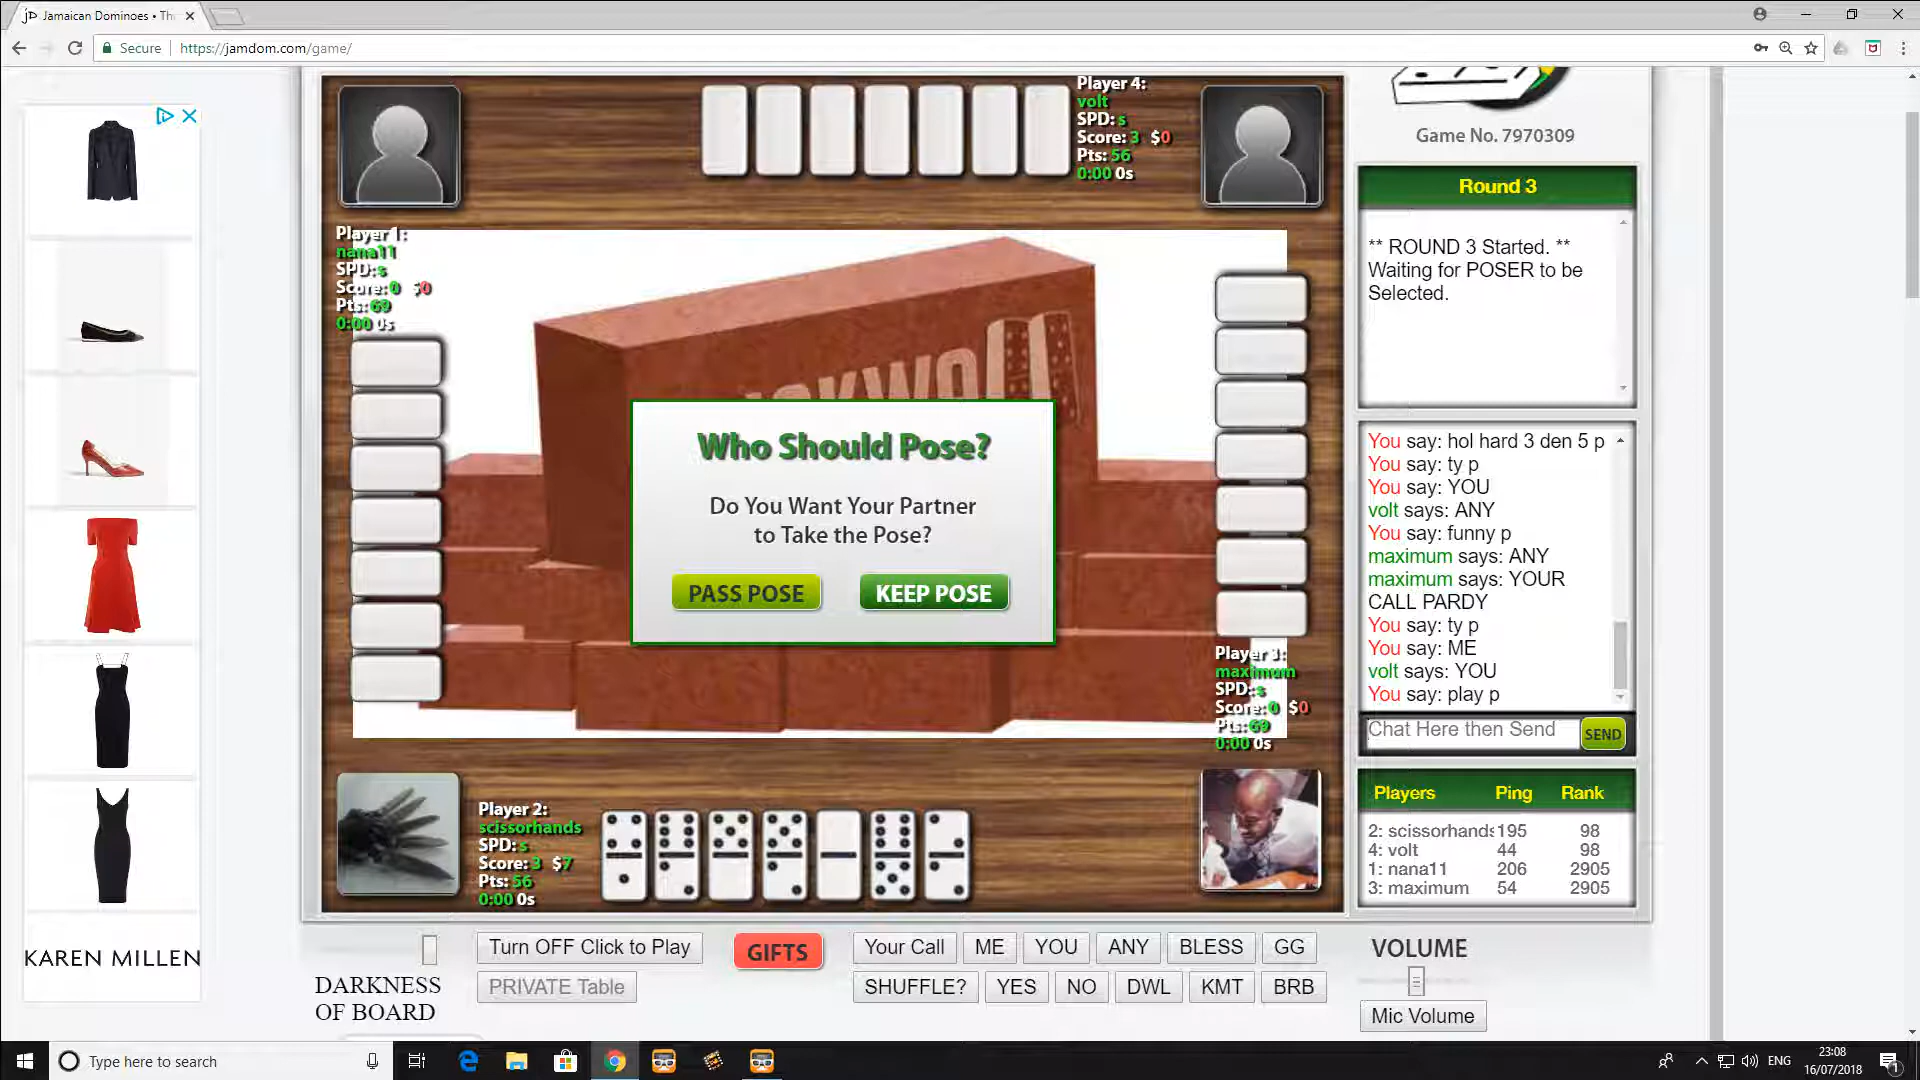 Jamaican Dominoes • Th
Secure
https://jamdom.com/game/
Player 4:
volt
SPD: s
Score: 3 $0
Pts: 56
0:00 0s
Player 1:
nana11
SPD: s
Score: 0 $0
Pts: 69
0:00 0s
Who Should Pose?
Do You Want Your Partner
to Take the Pose?
PASS POSE
KEEP POSE
Player 3:
maximum
SPD: s
Score: 0 $0
Pts: 69
0:00 0s
Player 2:
scissorhands
SPD: s
Score: 3 $7
Pts: 56
0:00 0s
Game No. 7970309
Round 3
** ROUND 3 Started. **
Waiting for POSER to be
Selected.
You say: hol hard 3 den 5 p
You say: ty p
You say: YOU
volt says: ANY
You say: funny p
maximum says: ANY
maximum says: YOUR
CALL PARDY
You say: ty p
You say: ME
volt says: YOU
You say: play p
Chat Here then Send
SEND
Players Ping Rank
2: scissorhands 195 98
4: volt 44 98
1: nana11 206 2905
3: maximum 54 2905
KAREN MILLEN
DARKNESS
OF BOARD
Turn OFF Click to Play
PRIVATE Table
GIFTS
Your Call
ME
YOU
ANY
BLESS
GG
SHUFFLE?
YES
NO
DWL
KMT
BRB
VOLUME
Mic Volume
Type here to search
ENG
23:08
16/07/2018
1